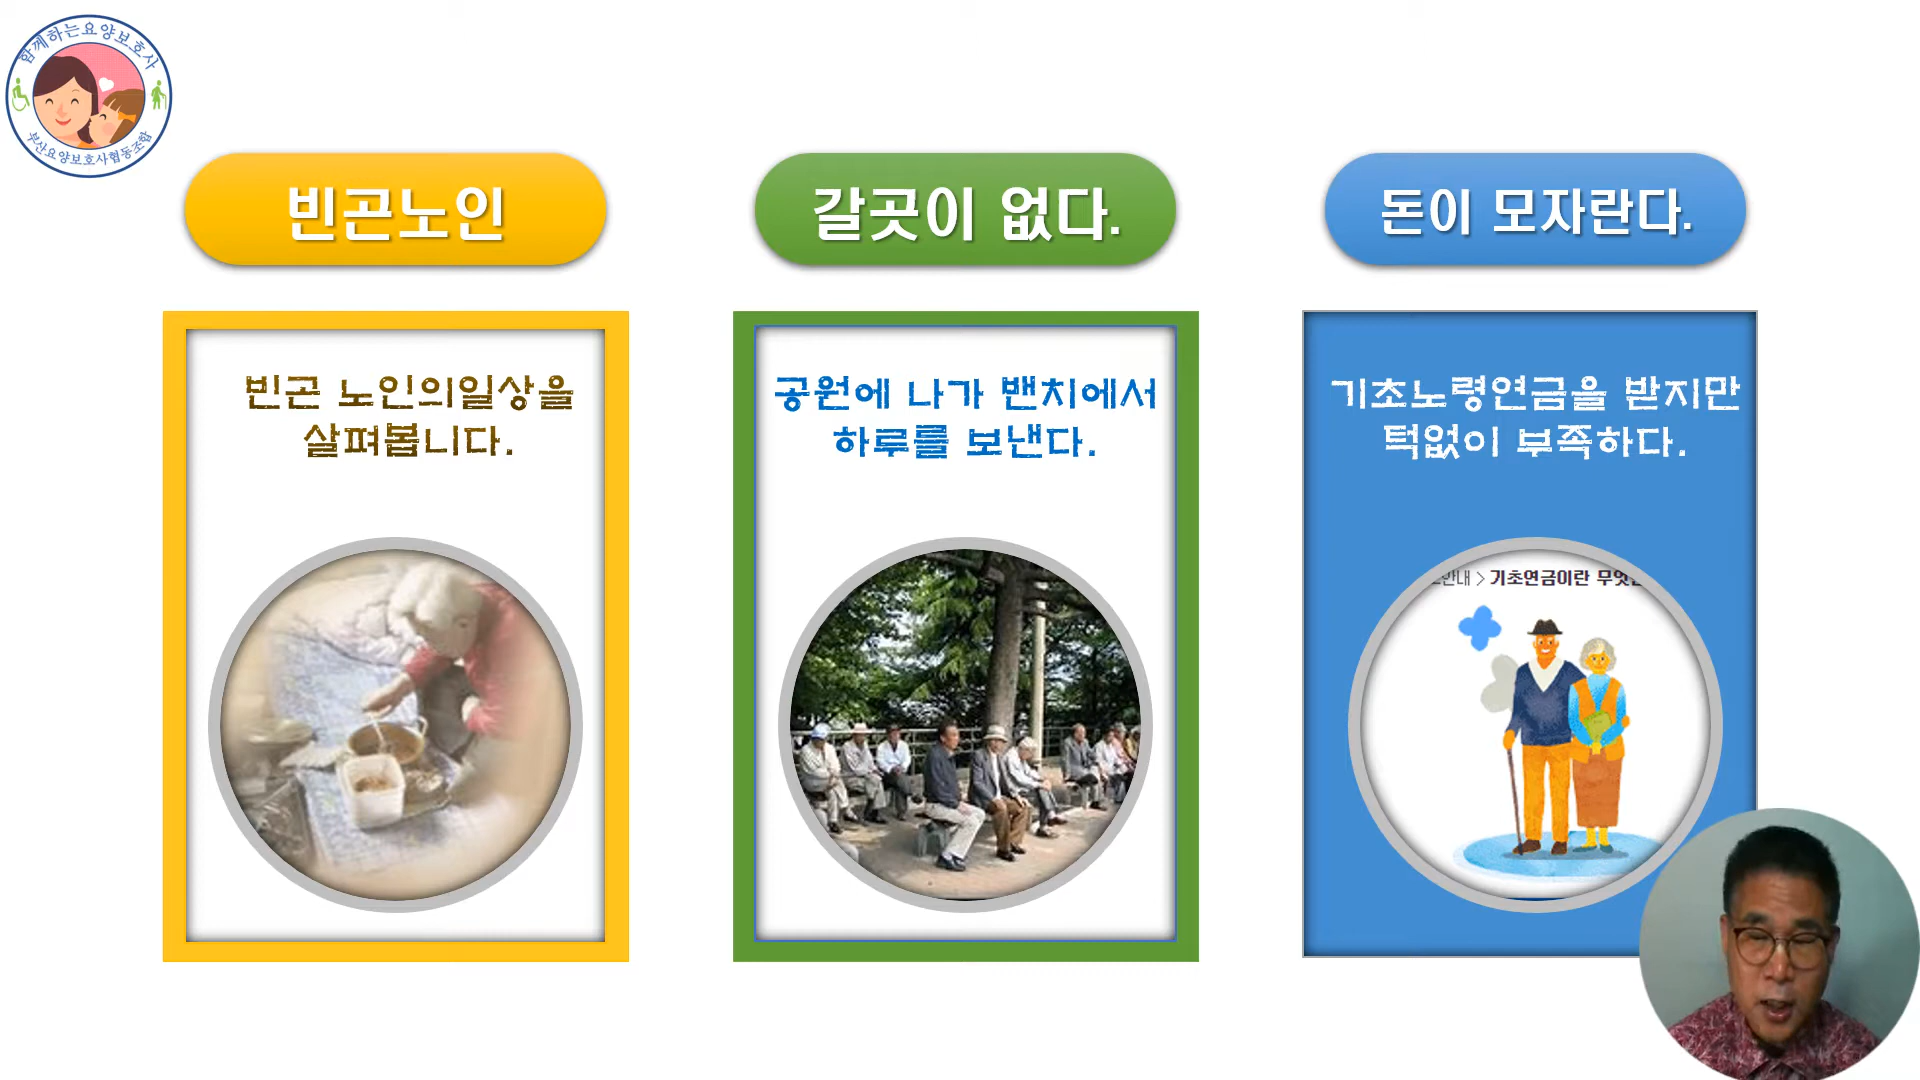 함께하는요양보호사
부산요양보호사협동조합
빈곤노인
갈곳이 없다.
돈이 모자란다.
빈곤 노인의일상을
살펴봅니다.
공원에 나가 밴치에서
하루를 보낸다.
기초노령연금을 받지만
턱없이 부족하다.
안내 > 기초연금이란 무엇